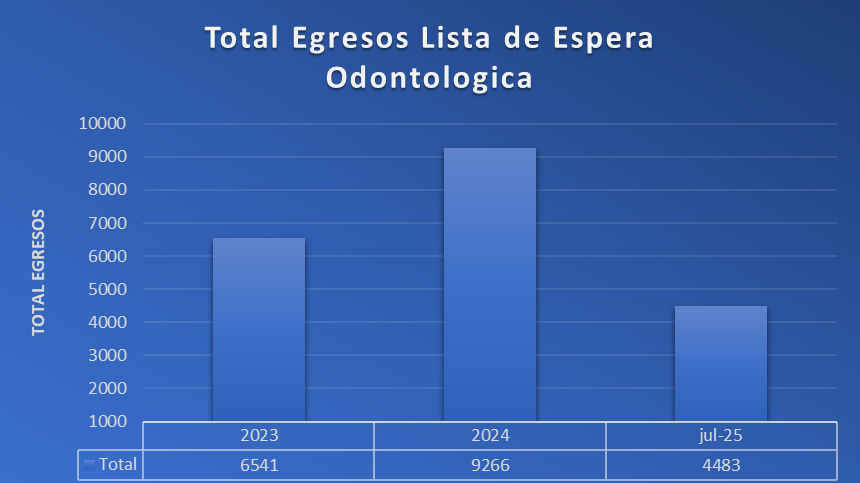 Total Egresos Lista de Espera
Odontologica
TOTAL EGRESOS
10000
9000
8000
7000
6000
5000
4000
3000
2000
1000
2023 2024 jul-25
Total 6541 9266 4483